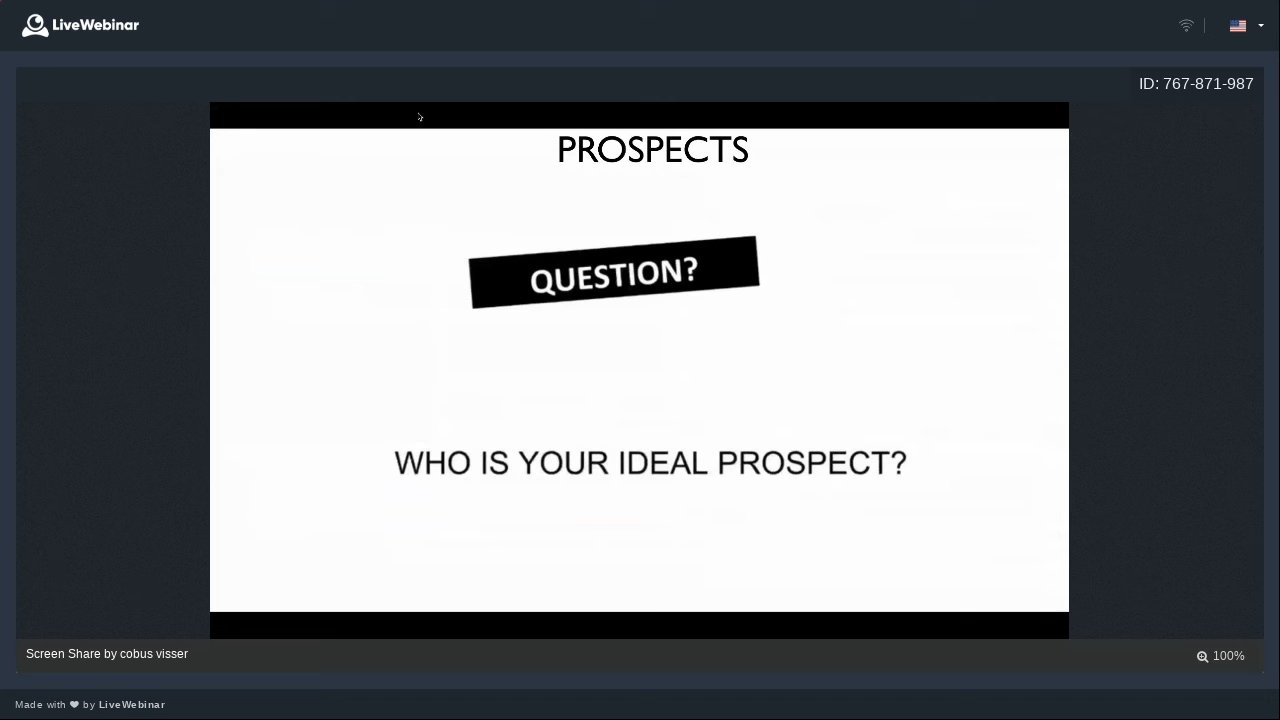 LiveWebinar
ID: 767-871-987
PROSPECTS
QUESTION?
WHO IS YOUR IDEAL PROSPECT?
Screen Share by cobus visser
100%
Made with ❤ by LiveWebinar